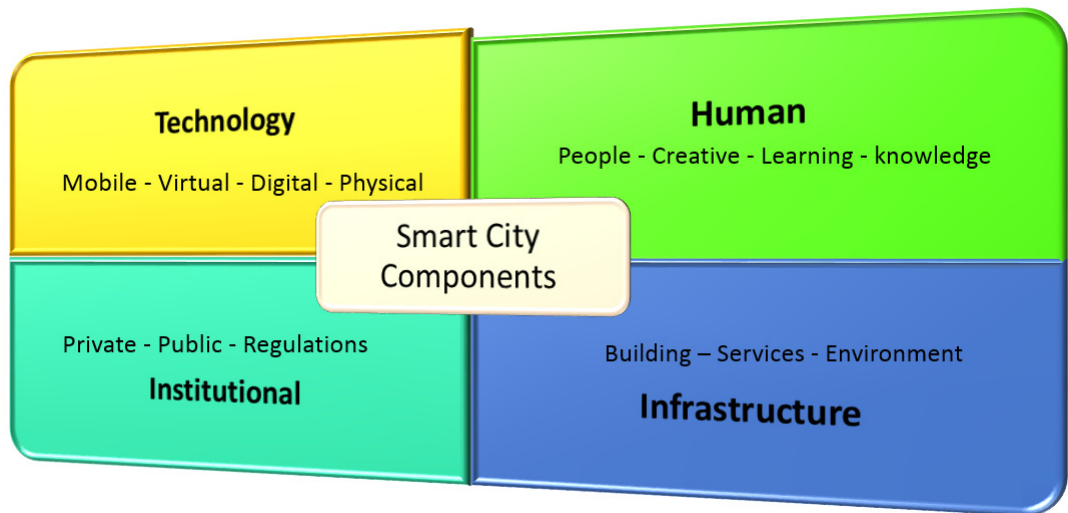 Technology
Mobile - Virtual - Digital - Physical
Human
People - Creative - Learning - knowledge
Smart City
Components
Private - Public - Regulations
Institutional
Building – Services - Environment
Infrastructure